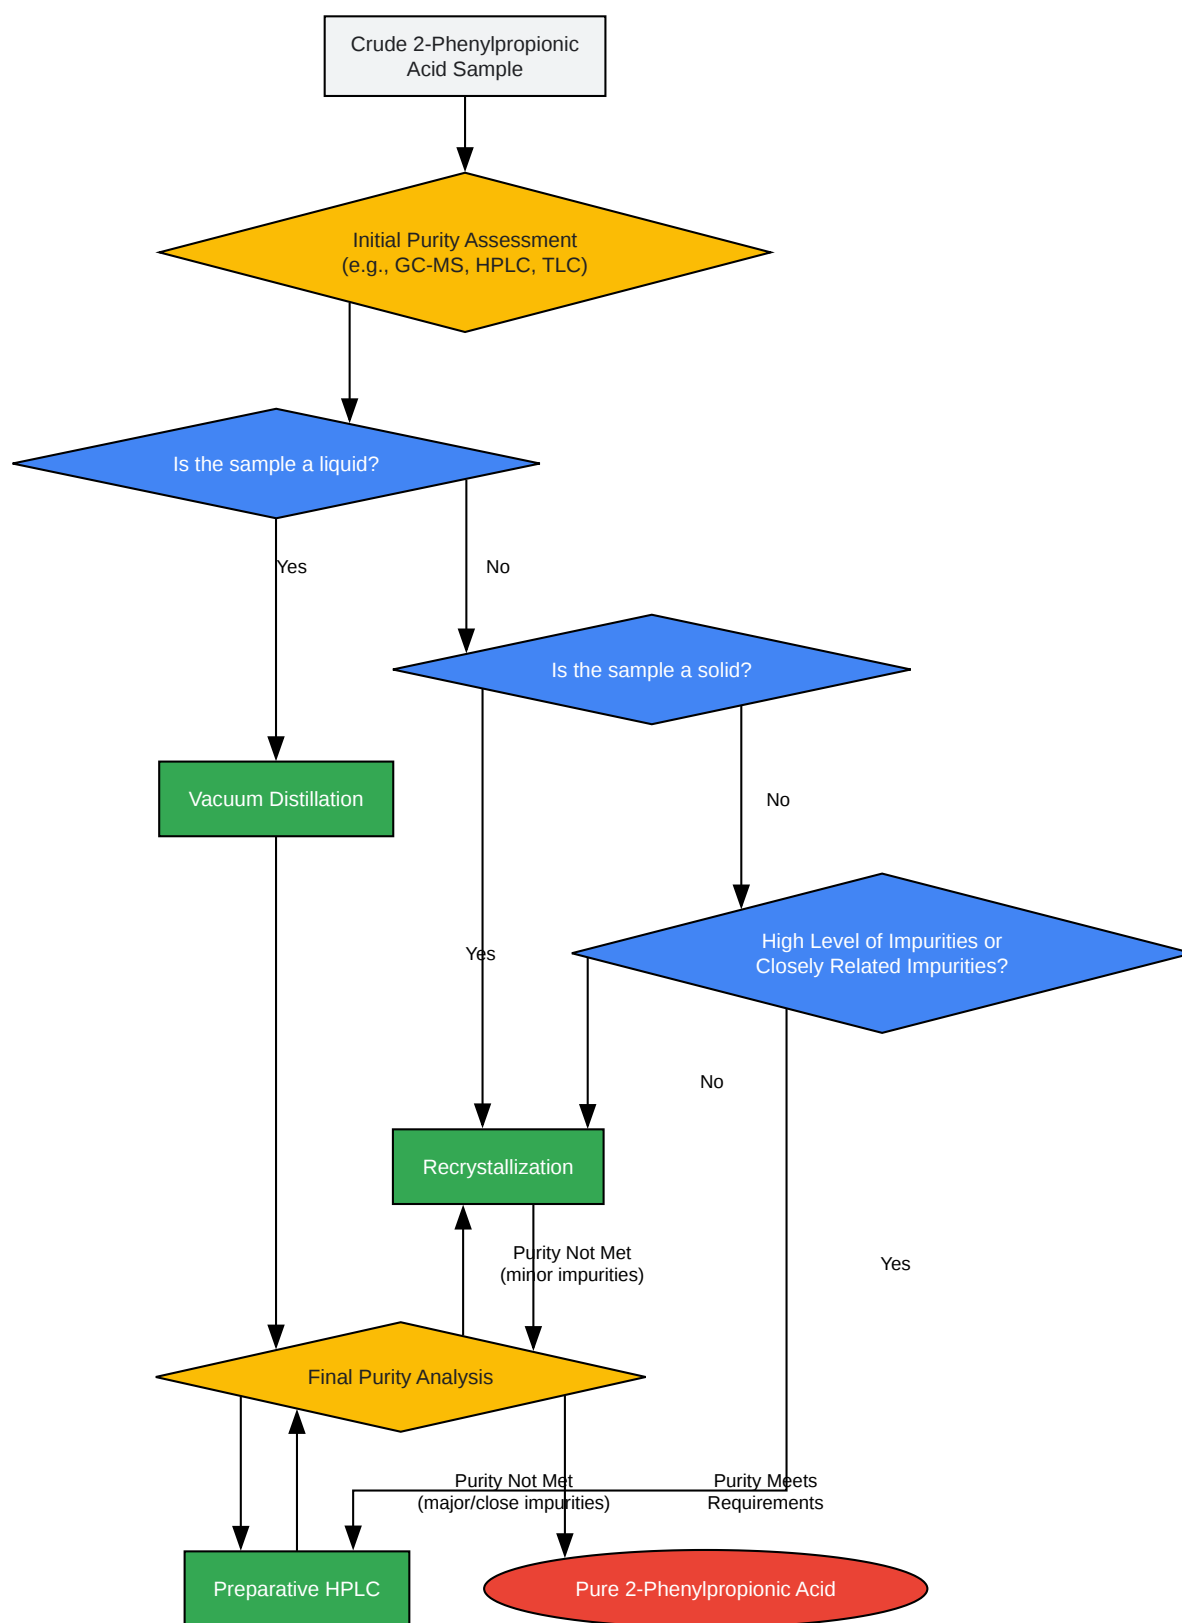 Crude 2-Phenylpropionic
Acid Sample
Initial Purity Assessment
(e.g., GC-MS, HPLC, TLC)
Is the sample a liquid?
Yes
No
Is the sample a solid?
Vacuum Distillation
No
High Level of Impurities or
Closely Related Impurities?
Yes
No
Recrystallization
Purity Not Met
(minor impurities)
Yes
Final Purity Analysis
Purity Not Met
(major/close impurities)
Purity Meets
Requirements
Preparative HPLC
Pure 2-Phenylpropionic Acid